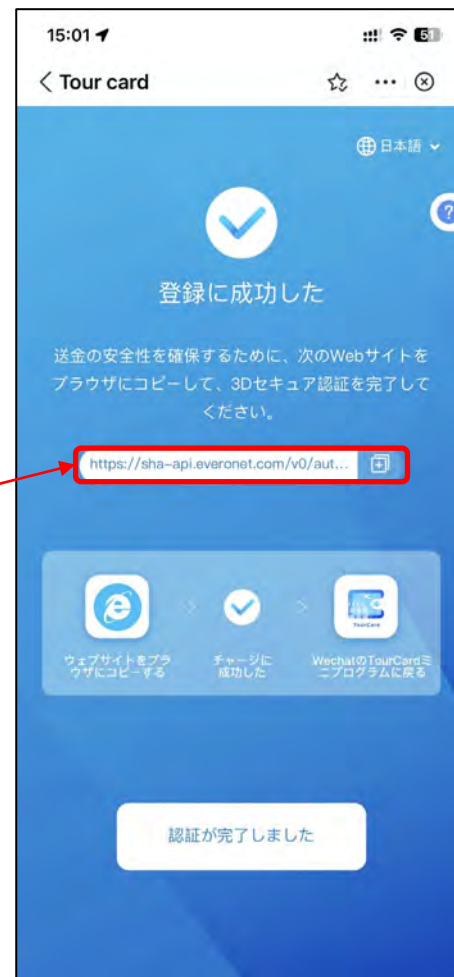 15:01
51
Tour card
日本語
?
登録に成功した
送金の安全性を確保するために、次のWebサイトを
ブラウザにコピーして、3Dセキュア認証を完了して
ください。
https://sha-api.everonet.com/v0/aut...
ウェブサイトをブラ
ウザにコピーする
チャージに
成功した
TourCard
WechatのTourCardミ
ニプログラムに戻る
認証が完了しました